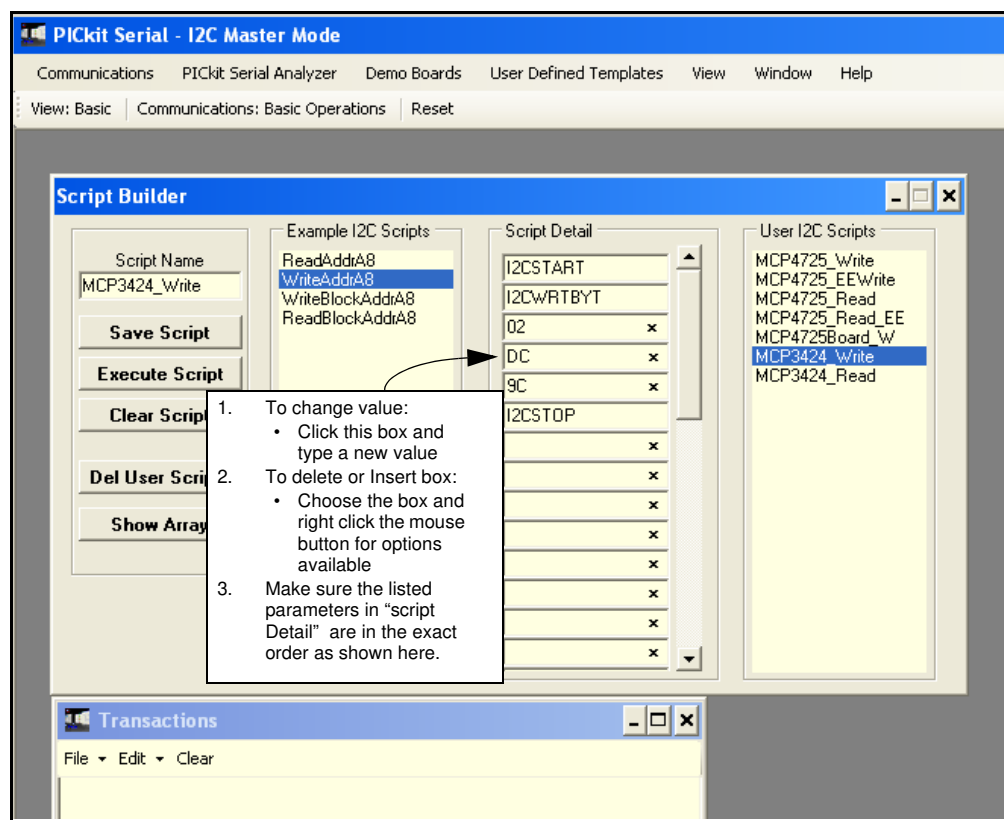 PICkit Serial - I2C Master Mode
Communications PICkit Serial Analyzer Demo Boards User Defined Templates View Window Help
View: Basic Communications: Basic Operations Reset
Script Builder
Script Name
MCP3424_Write
Save Script
Execute Script
Clear Script
Del User Scrip
Show Array
Example I2C Scripts
ReadAddrA8
WriteAddrA8
WriteBlockAddrA8
ReadBlockAddrA8
Script Detail
I2CSTART
I2CWRTBYT
02
DC
9C
I2CSTOP
User I2C Scripts
MCP4725_Write
MCP4725_EEWrite
MCP4725_Read
MCP4725_Read_EE
MCP4725Board_W
MCP3424_Write
MCP3424_Read
1. To change value:
• Click this box and
type a new value
2. To delete or Insert box:
• Choose the box and
right click the mouse
button for options
available
3. Make sure the listed
parameters in “script
Detail” are in the exact
order as shown here.
Transactions
File Edit Clear